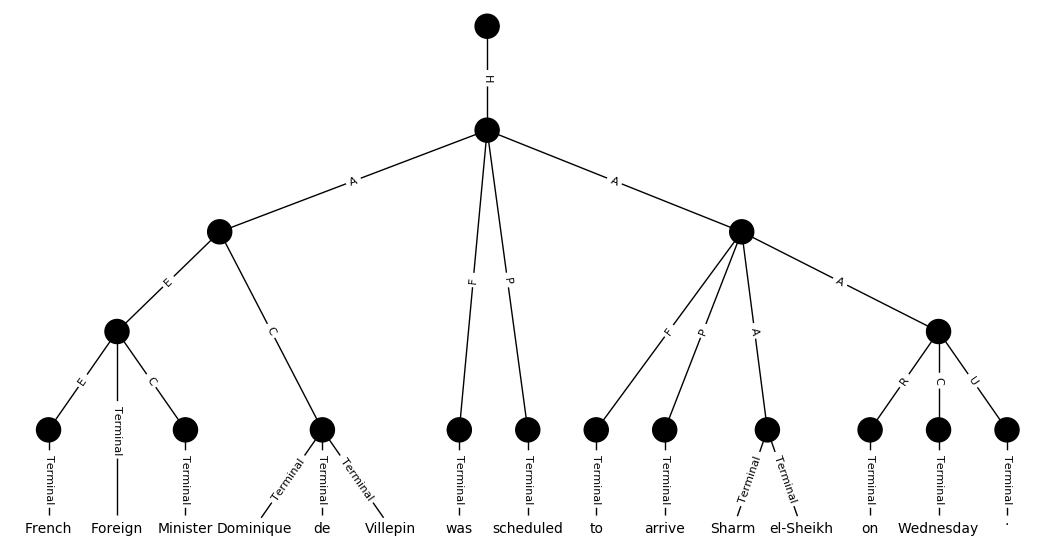 H
A A
E C F P F P A A
E Terminal C R C U
Terminal Terminal Terminal Terminal Terminal Terminal Terminal Terminal Terminal Terminal Terminal Terminal Terminal Terminal
French Foreign Minister Dominique de Villepin was scheduled to arrive Sharm el-Sheikh on Wednesday .